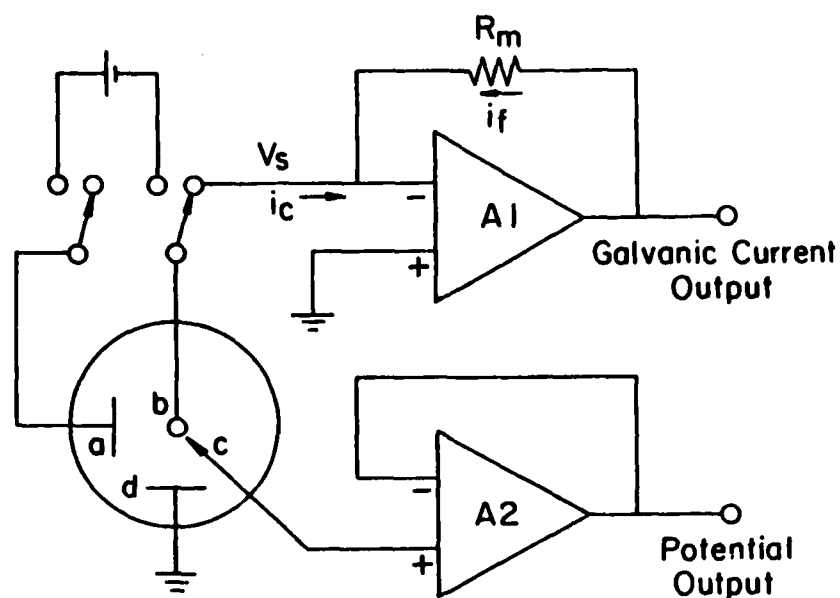 Rm
if
Vs
ic
-
A1
+
Galvanic Current
Output
b
a
c
d
-
A2
+
Potential
Output